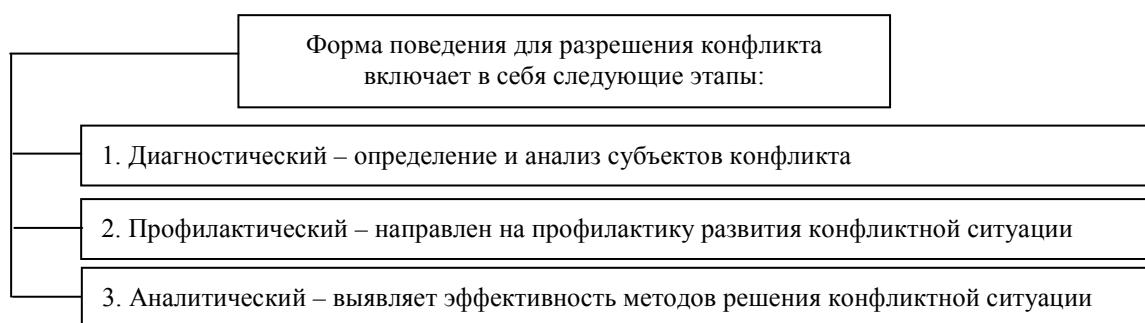 Форма поведения для разрешения конфликта
включает в себя следующие этапы:
1. Диагностический – определение и анализ субъектов конфликта
2. Профилактический – направлен на профилактику развития конфликтной ситуации
3. Аналитический – выявляет эффективность методов решения конфликтной ситуации